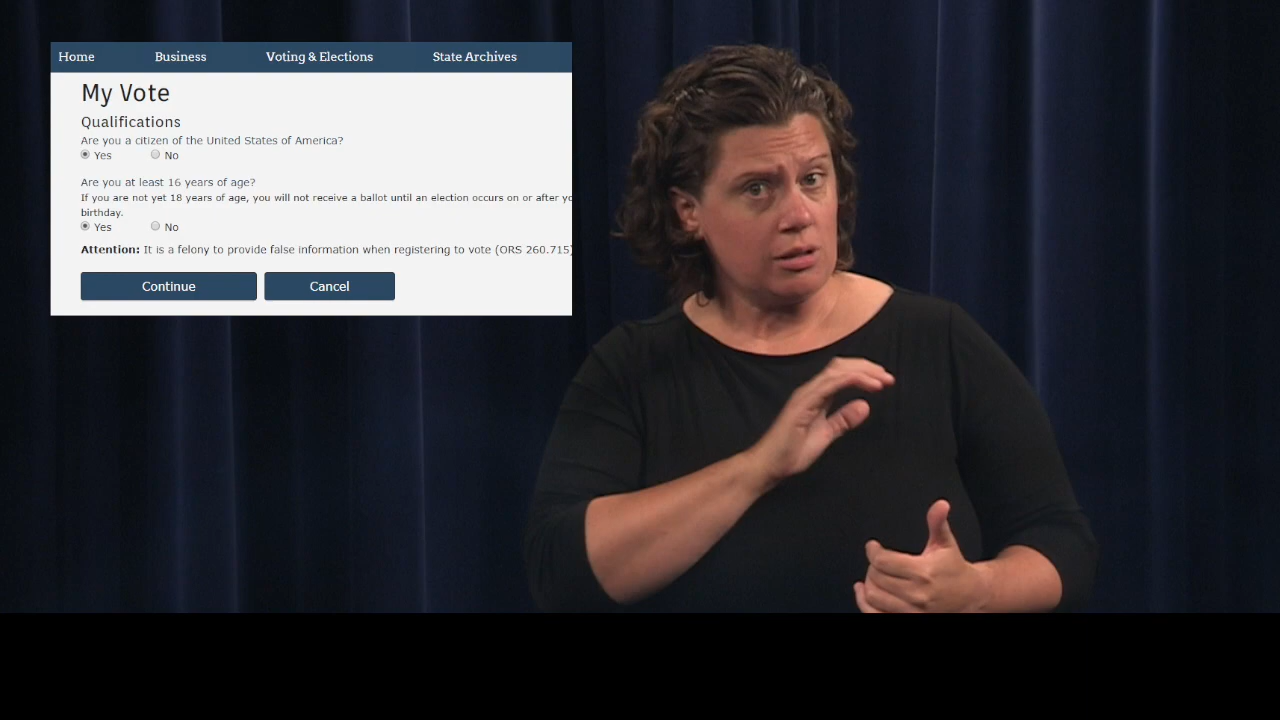 Home Business Voting & Elections State Archives
My Vote
Qualifications
Are you a citizen of the United States of America?
Yes No
Are you at least 16 years of age?
If you are not yet 18 years of age, you will not receive a ballot until an election occurs on or after
birthday.
Yes No
Attention: It is a felony to provide false information when registering to vote (ORS 260.715)
Continue Cancel